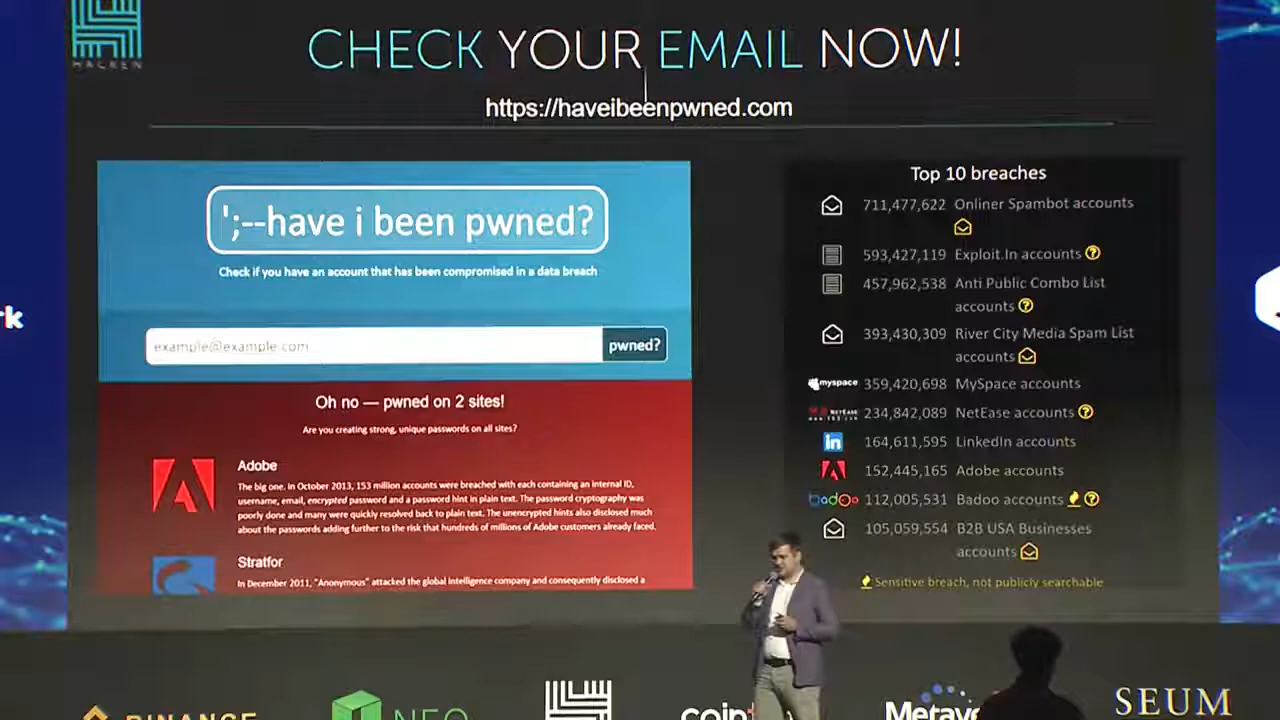 HACKEN
CHECK YOUR EMAIL NOW!
https://haveibeenpwned.com
';--have i been pwned?
Check if you have an account that has been compromised in a data breach
example@example.com
pwned?
Oh no — pwned on 2 sites!
Are you creating strong, unique passwords on all sites?
Adobe
The big one. In October 2013, 153 million accounts were breached with each containing an internal ID,
username, email, encrypted password and a password hint in plain text. The password cryptography was
poorly done and many were quickly resolved back to plain text. The unencrypted hints also disclosed much
about the passwords adding further to the risk that hundreds of millions of Adobe customers already faced.
Stratfor
In December 2011, "Anonymous" attacked the global intelligence company and consequently disclosed a
Top 10 breaches
711,477,622 Onliner Spambot accounts
593,427,119 Exploit.In accounts
457,962,538 Anti Public Combo List
accounts
393,430,309 River City Media Spam List
accounts
myspace 359,420,698 MySpace accounts
NETEASE 234,842,089 NetEase accounts
in 164,611,595 LinkedIn accounts
152,445,165 Adobe accounts
badoo 112,005,531 Badoo accounts
105,059,554 B2B USA Businesses
accounts
Sensitive breach, not publicly searchable
rk
BINANCE
NEO
coin
Metave
SEUM